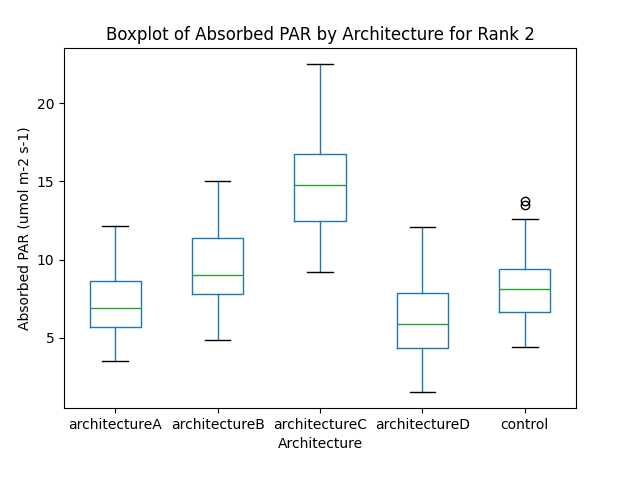 Boxplot of Absorbed PAR by Architecture for Rank 2
Absorbed PAR (umol m-2 s-1)
20
15
10
5
architectureA architectureB architectureC architectureD control
Architecture